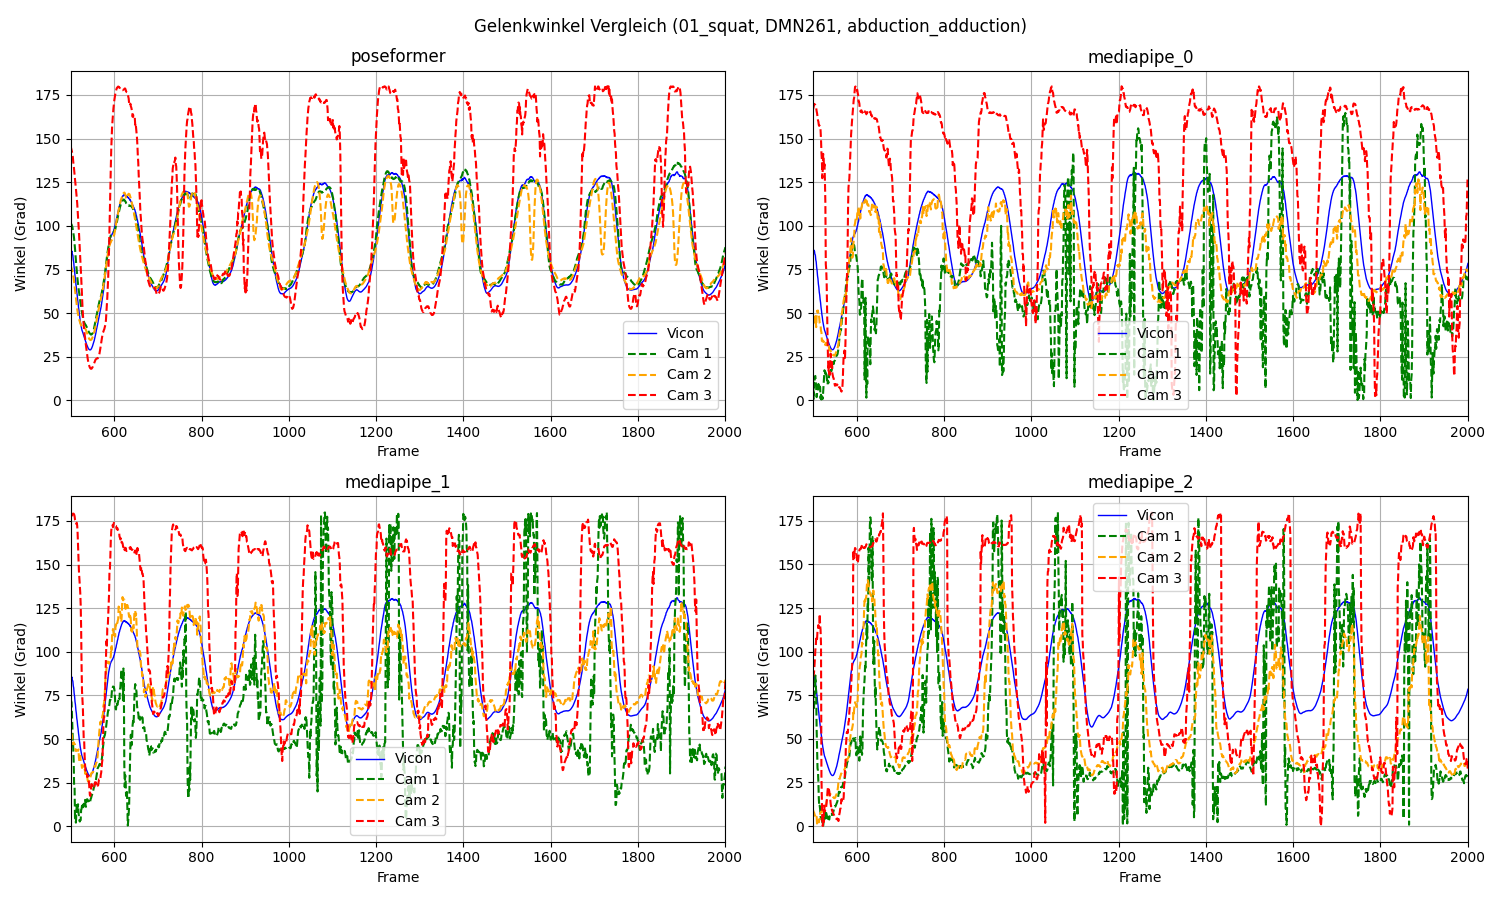 Gelenkwinkel Vergleich (01_squat, DMN261, abduction_adduction)
poseformer
175
150
125
100
75
50
25
0
Winkel (Grad)
600 800 1000 1200 1400 1600 1800 2000
Frame
Vicon
Cam 1
Cam 2
Cam 3
mediapipe_0
175
150
125
100
75
50
25
0
Winkel (Grad)
600 800 1000 1200 1400 1600 1800 2000
Frame
Vicon
Cam 1
Cam 2
Cam 3
mediapipe_1
175
150
125
100
75
50
25
0
Winkel (Grad)
600 800 1000 1200 1400 1600 1800 2000
Frame
Vicon
Cam 1
Cam 2
Cam 3
mediapipe_2
175
150
125
100
75
50
25
0
Winkel (Grad)
600 800 1000 1200 1400 1600 1800 2000
Frame
Vicon
Cam 1
Cam 2
Cam 3